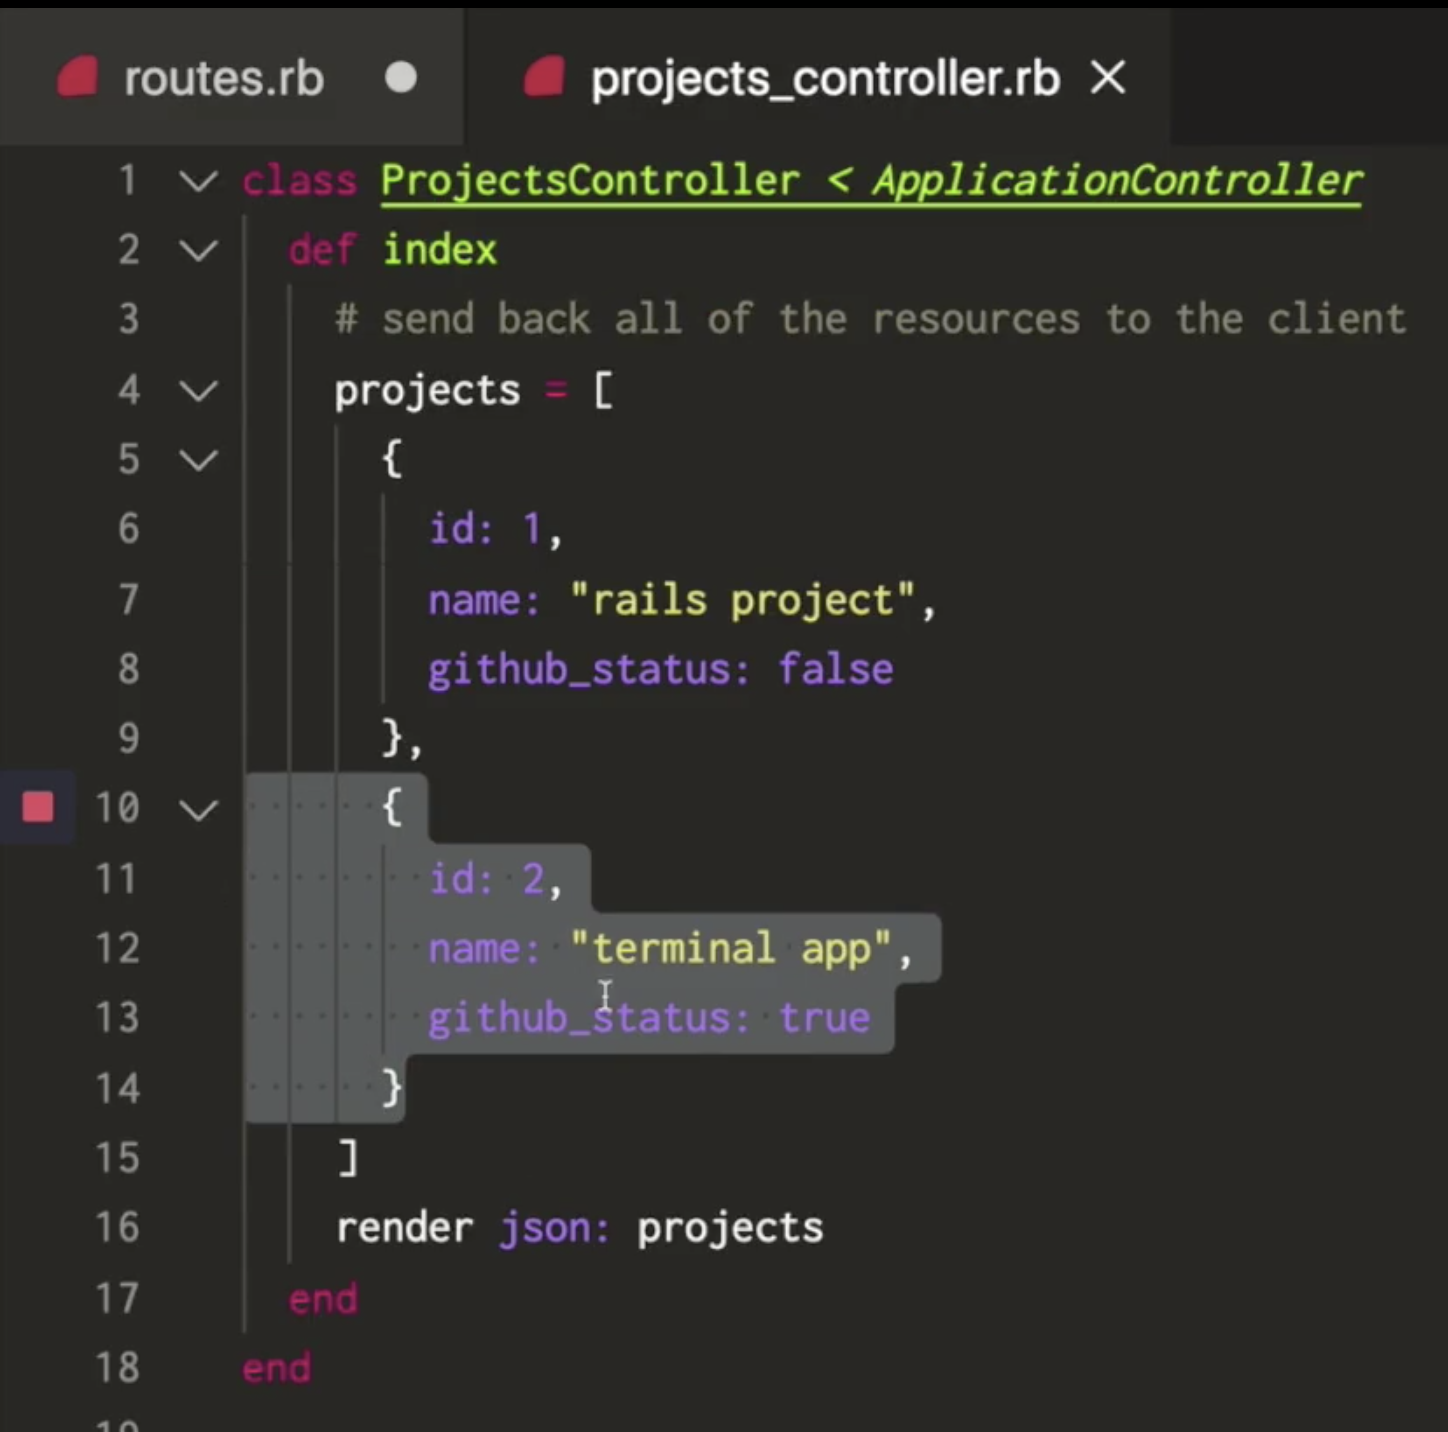 routes.rb
projects_controller.rb
1 class ProjectsController < ApplicationController
2 def index
3 # send back all of the resources to the client
4 projects = [
5 {
6 id: 1,
7 name: "rails project",
8 github_status: false
9 },
10 {
11 id: 2,
12 name: "terminal app",
13 github_status: true
14 }
15 ]
16 render json: projects
17 end
18 end